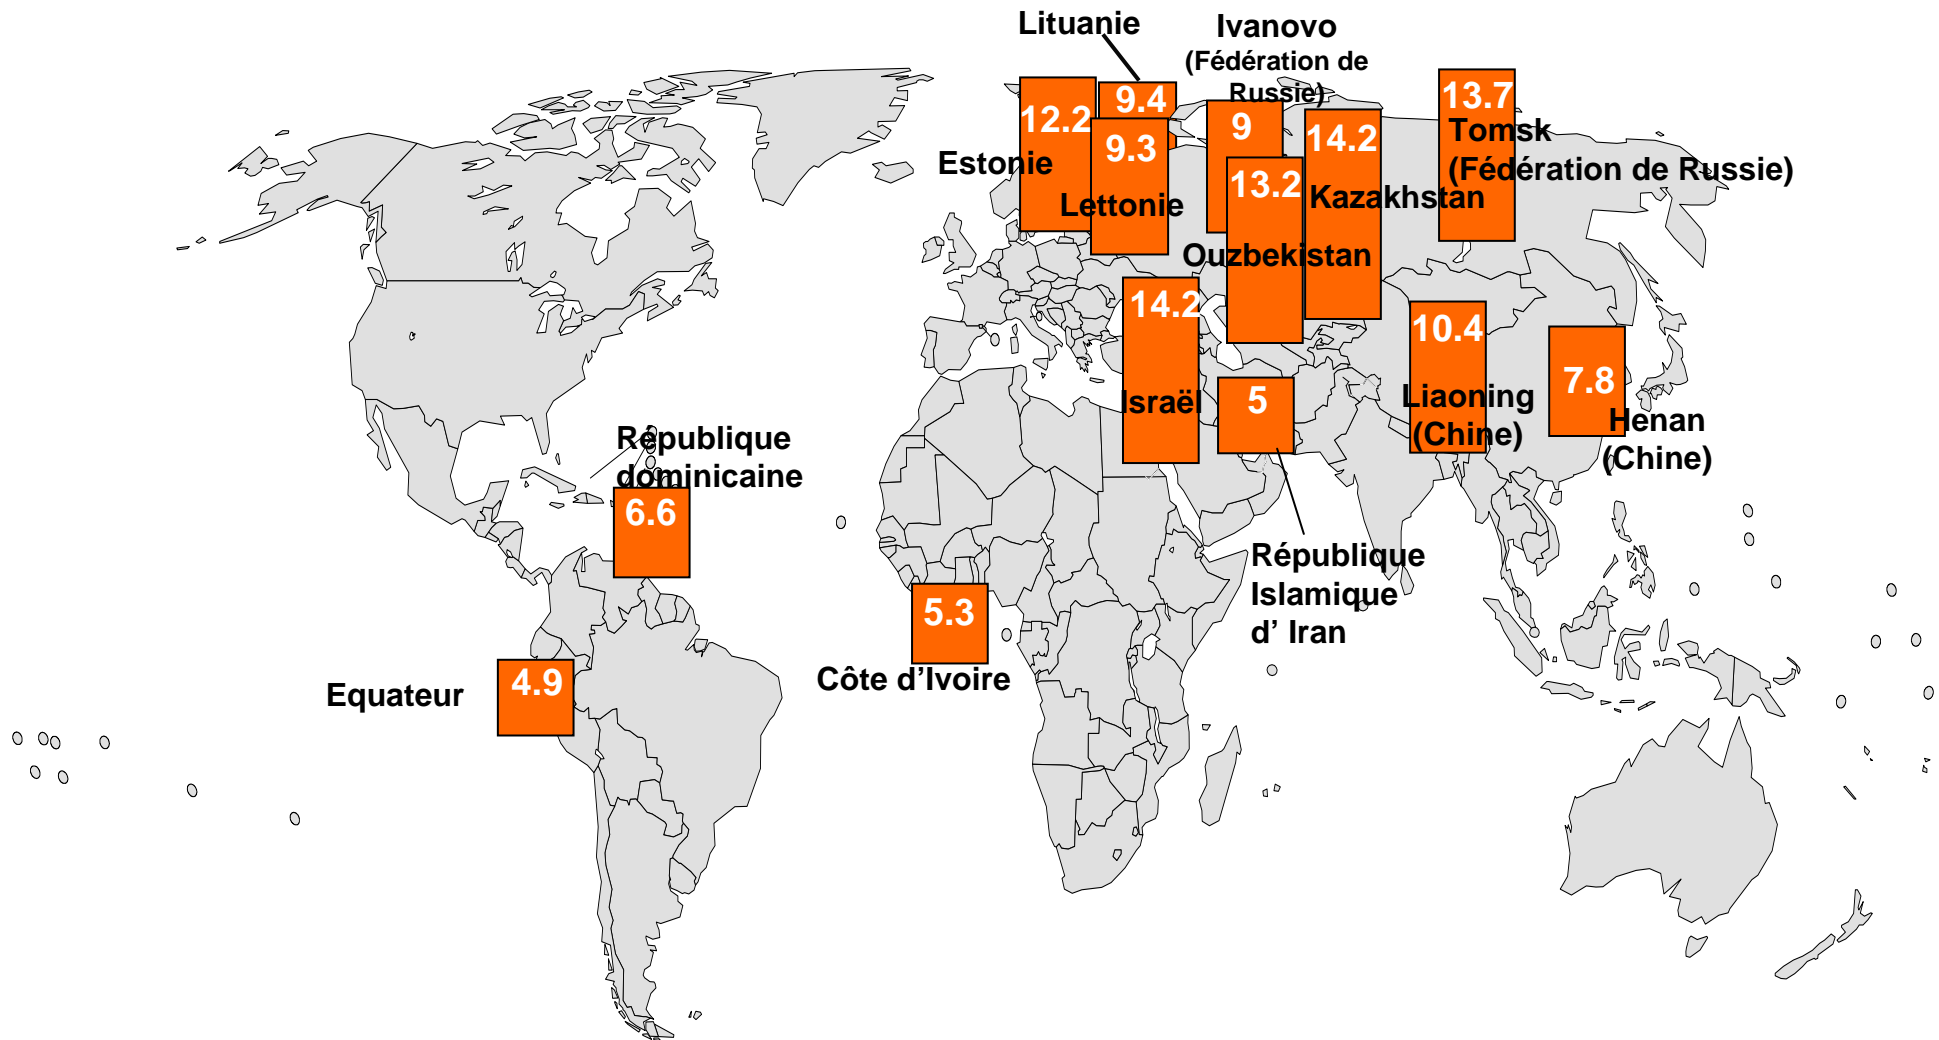 Lituanie
Ivanovo
(Fédération de
Russie)
9.4
13.7
12.2
9
14.2
Tomsk
(Fédération de Russie)
9.3
Estonie
13.2
Kazakhstan
Lettonie
Ouzbekistan
14.2
10.4
7.8
Israël
5
Liaoning
(Chine)
Henan
(Chine)
République
dominicaine
6.6
République
Islamique
d’ Iran
5.3
Côte d’Ivoire
4.9
Equateur